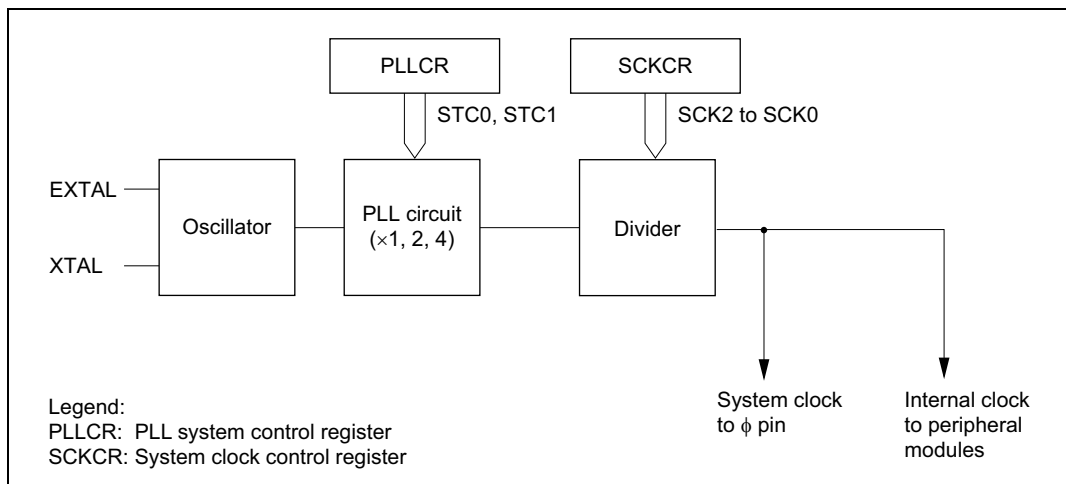 PLLCR
SCKCR
STC0, STC1
SCK2 to SCK0
EXTAL
XTAL
Oscillator
PLL circuit
(×1, 2, 4)
Divider
System clock
to ϕ pin
Internal clock
to peripheral
modules
Legend:
PLLCR: PLL system control register
SCKCR: System clock control register